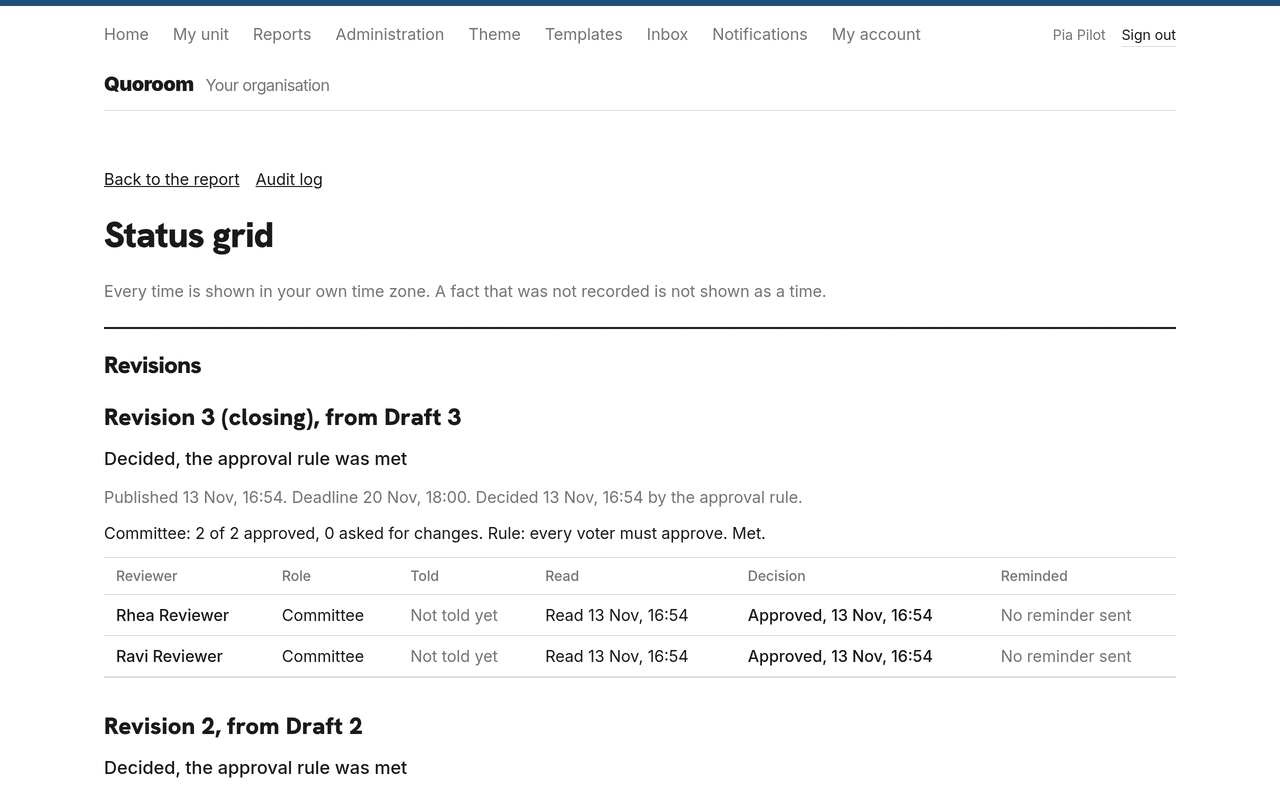 Home My unit Reports Administration Theme Templates Inbox Notifications My account Pia Pilot Sign out
Quoroom Your organisation
Back to the report Audit log
Status grid
Every time is shown in your own time zone. A fact that was not recorded is not shown as a time.
Revisions
Revision 3 (closing), from Draft 3
Decided, the approval rule was met
Published 13 Nov, 16:54. Deadline 20 Nov, 18:00. Decided 13 Nov, 16:54 by the approval rule.
Committee: 2 of 2 approved, 0 asked for changes. Rule: every voter must approve. Met.
Reviewer Role Told Read Decision Reminded
Rhea Reviewer Committee Not told yet Read 13 Nov, 16:54 Approved, 13 Nov, 16:54 No reminder sent
Ravi Reviewer Committee Not told yet Read 13 Nov, 16:54 Approved, 13 Nov, 16:54 No reminder sent
Revision 2, from Draft 2
Decided, the approval rule was met